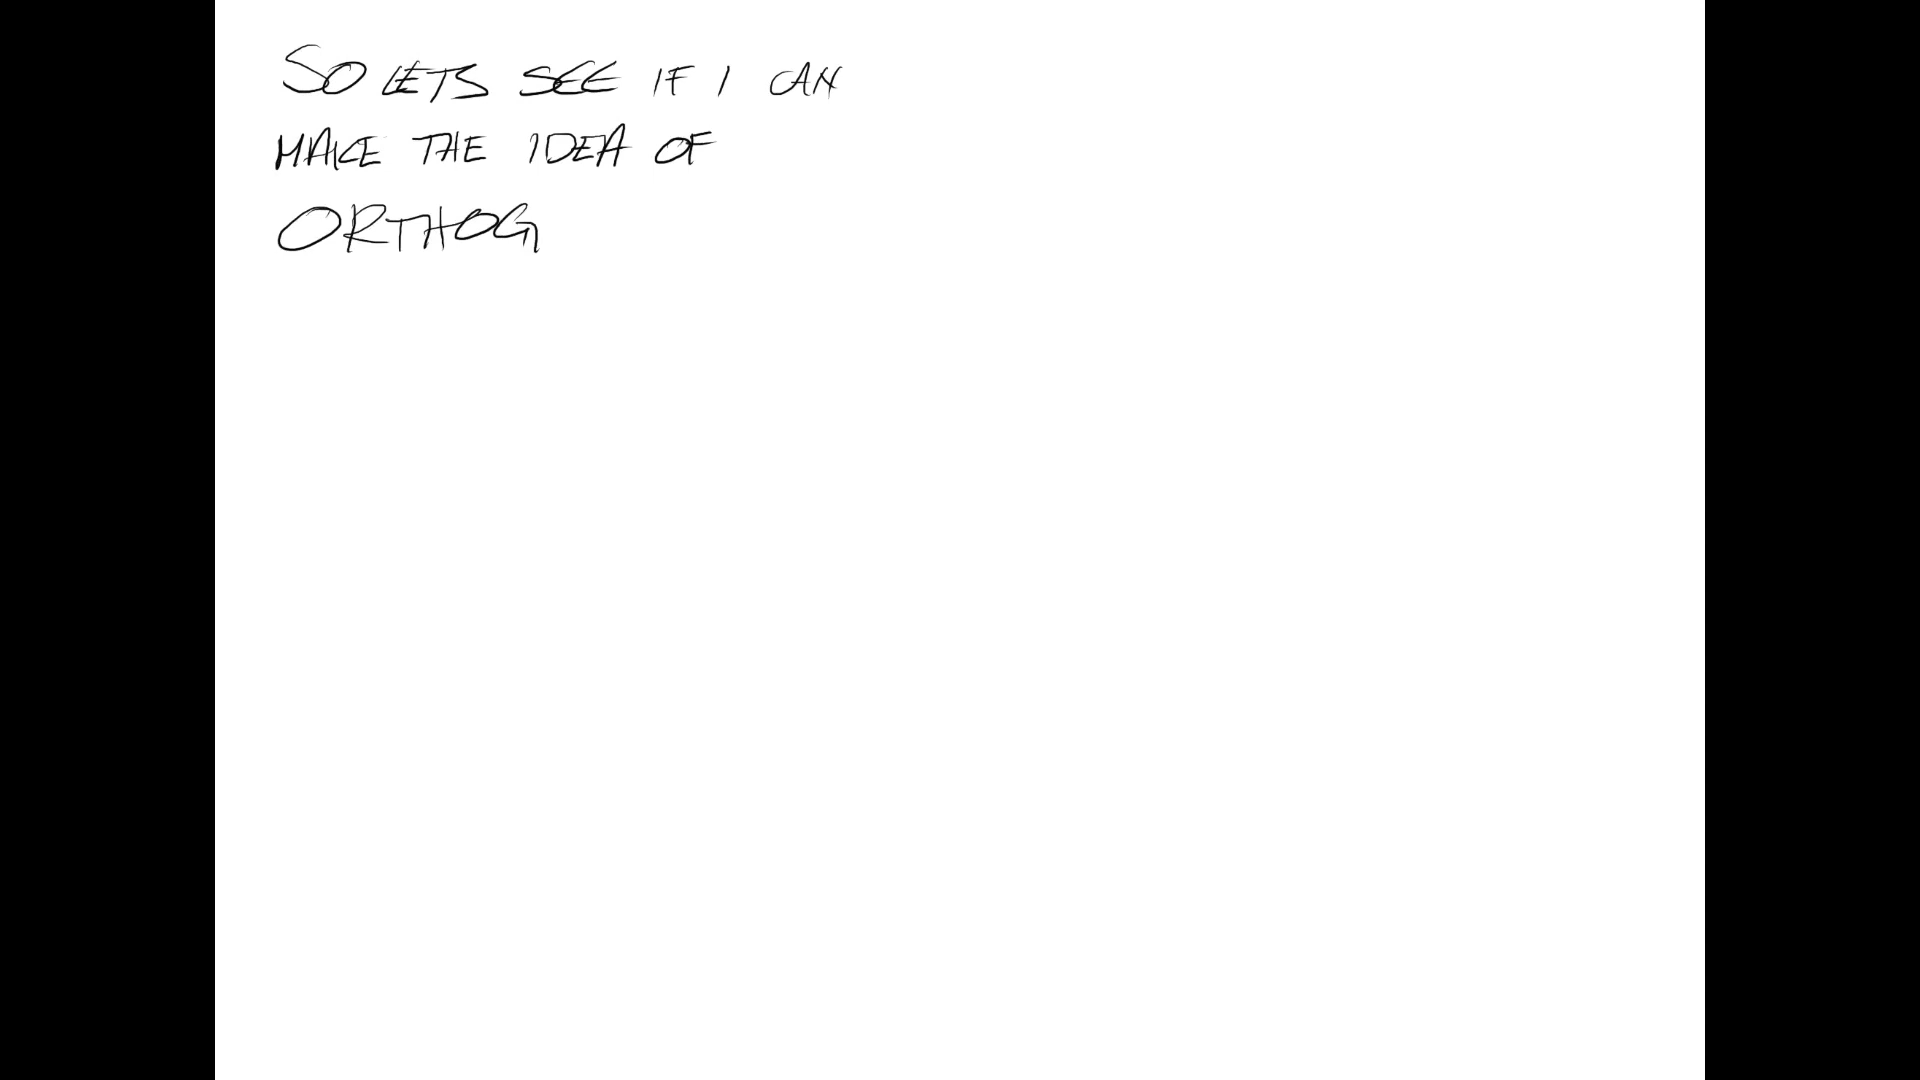 SO LETS SEE IF I CAN
MAKE THE IDEA OF
ORTHOG